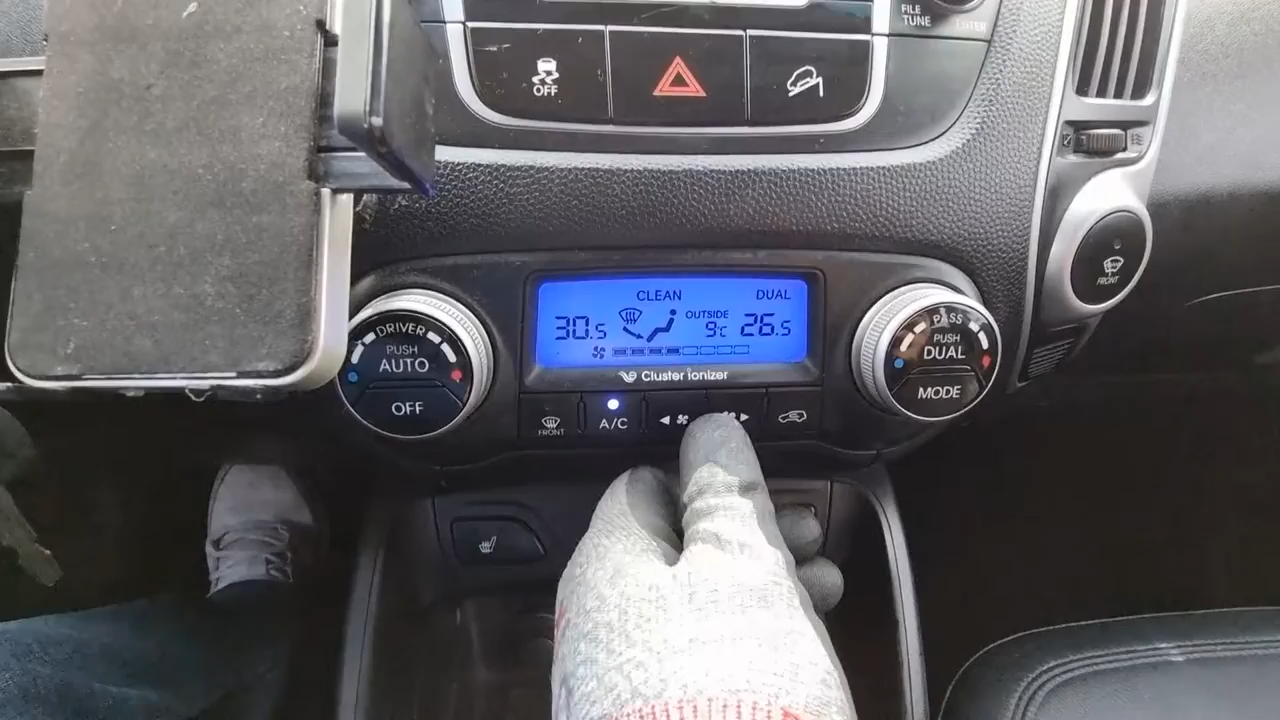 FILE
TUNE
ENTER
OFF
CLEAN
DUAL
30.5
OUTSIDE
9°C
26.5
Cluster ionizer
DRIVER
PUSH
AUTO
OFF
FRONT
A/C
PASS
PUSH
DUAL
MODE
FRONT